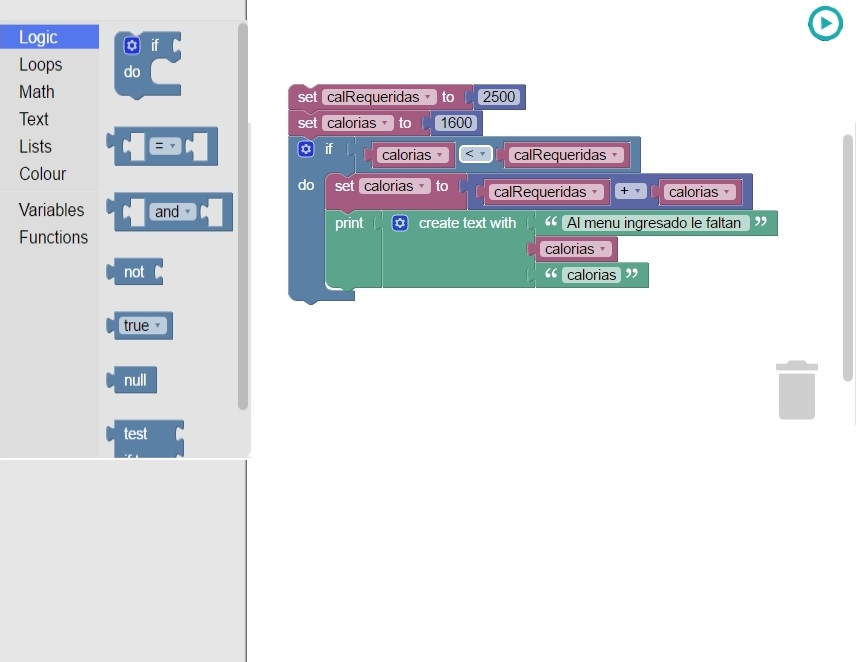 Logic
Loops
Math
Text
Lists
Colour
Variables
Functions
if
do
=
and
not
true
null
test
set calRequeridas to 2500
set calorias to 1600
if calorias < calRequeridas
do set calorias to calRequeridas + calorias
print create text with “ Al menu ingresado le faltan ”
calorias
“ calorias ”